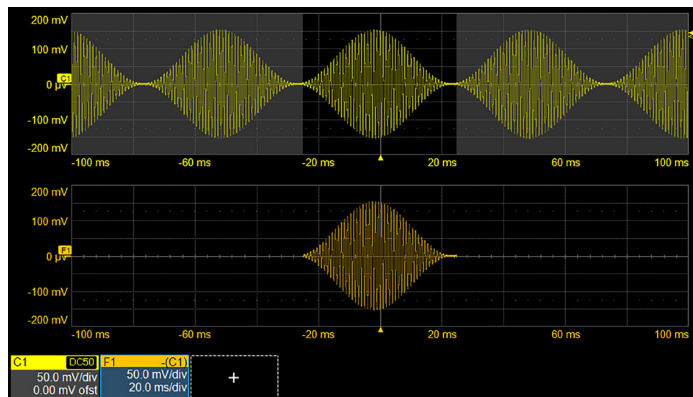 200 mV
100 mV
C1
0 µV
-100 mV
-200 mV
-100 ms -60 ms -20 ms 20 ms 60 ms 100 ms
200 mV
100 mV
F1
0 µV
-100 mV
-200 mV
-100 ms -60 ms -20 ms 20 ms 60 ms 100 ms
C1 DC50 F1 -(C1)
50.0 mV/div 50.0 mV/div
0.00 mV ofst 20.0 ms/div
+